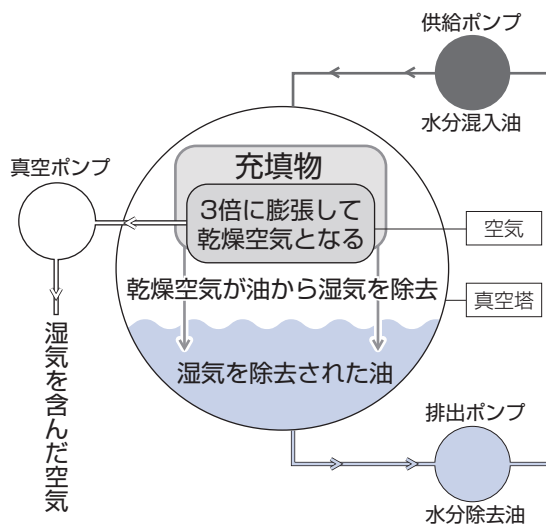 供給ポンプ
水分混入油
真空ポンプ
充填物
3倍に膨張して
乾燥空気となる
空気
乾燥空気が油から湿気を除去
真空塔
湿気を除去された油
湿気を含んだ空気
排出ポンプ
水分除去油